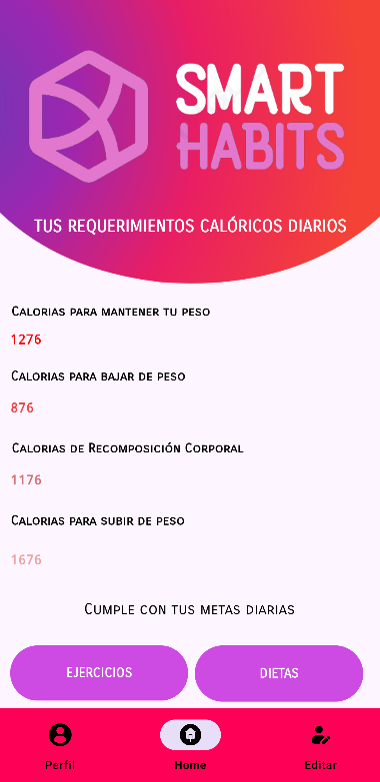 SMART
HABITS
TUS REQUERIMIENTOS CALÓRICOS DIARIOS
Calorias para mantener tu peso
1276
Calorias para bajar de peso
876
Calorias de Recomposición Corporal
1176
Calorias para subir de peso
1676
Cumple con tus metas diarias
EJERCICIOS
DIETAS
Perfil
Home
Editar